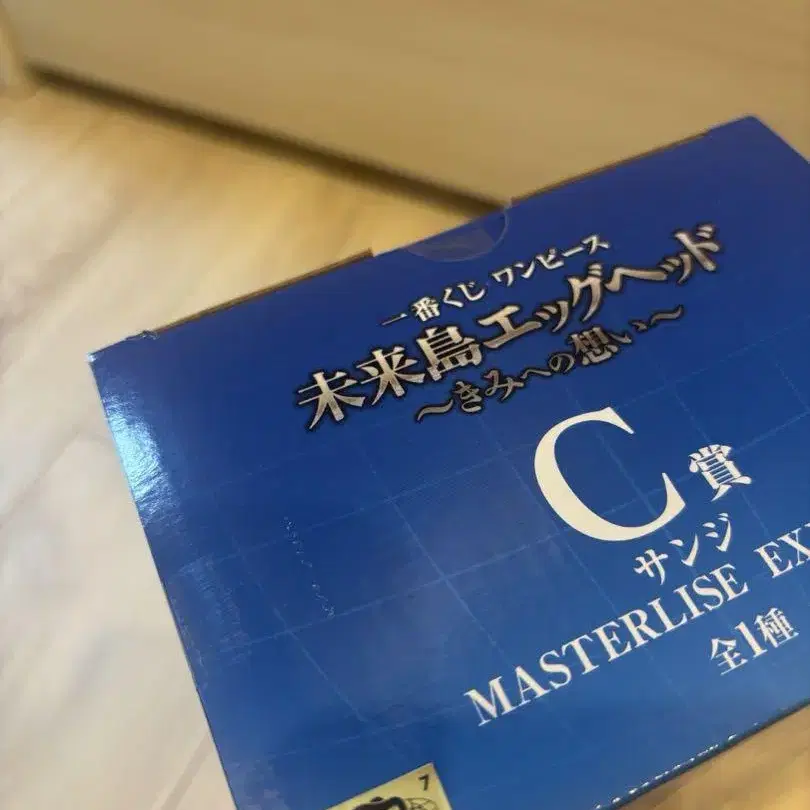 一番くじ ワンピース
未来島エッグヘッド
～きみへの想い～
C賞
サンジ
MASTERLISE EX
全1種
7